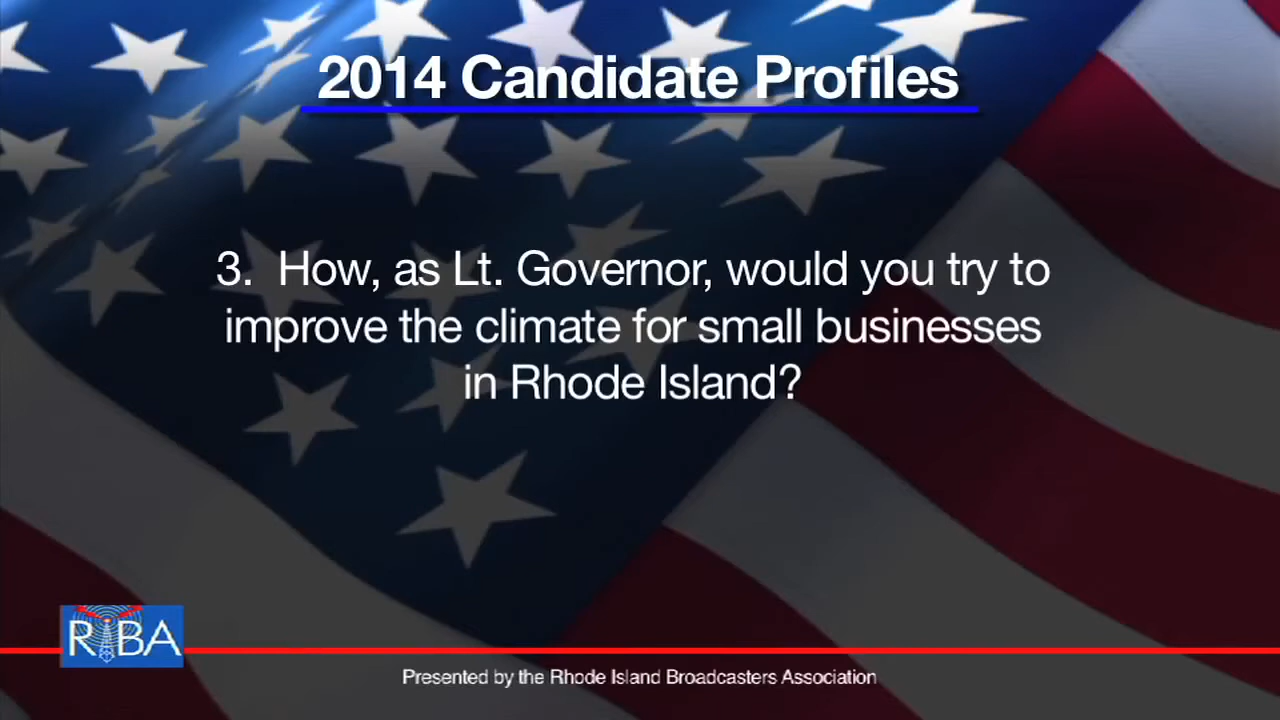 2014 Candidate Profiles
3. How, as Lt. Governor, would you try to
improve the climate for small businesses
in Rhode Island?
RIBA
Presented by the Rhode Island Broadcasters Association